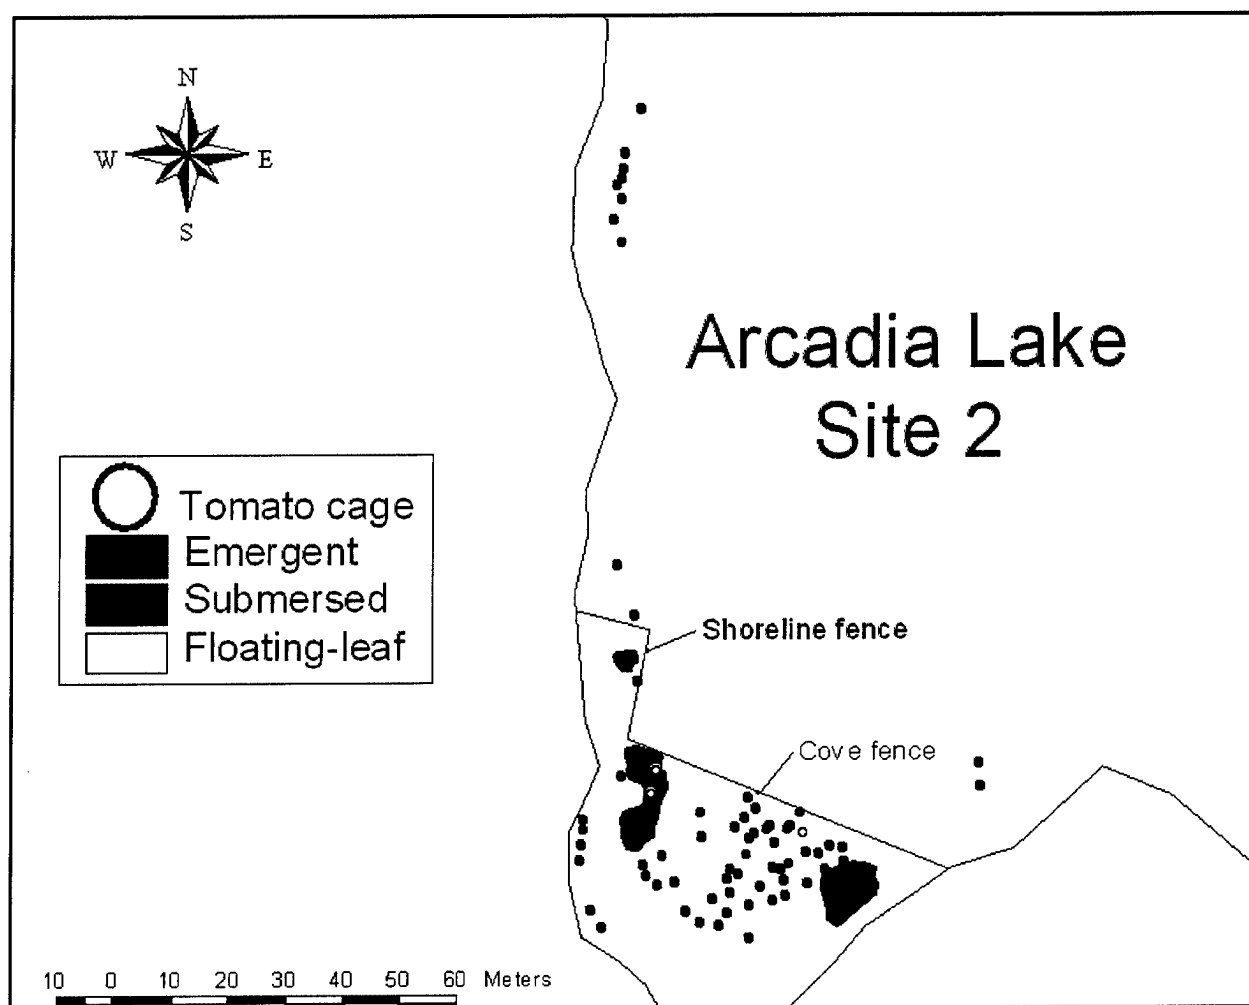 N
W E
S
Arcadia Lake
Site 2
Tomato cage
Emergent
Submersed
Floating-leaf
Shoreline fence
Cove fence
10 0 10 20 30 40 50 60 Meters